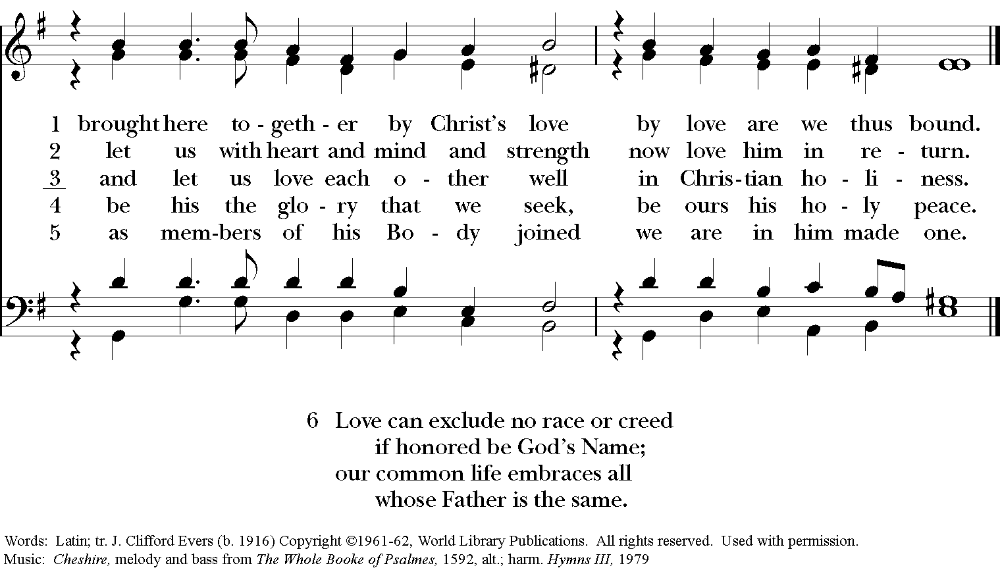 1 brought here to - geth - er by Christ's love by love are we thus bound.
2 let us with heart and mind and strength now love him in re - turn.
3 and let us love each o - ther well in Chris - tian ho - li - ness.
4 be his the glo - ry that we seek, be ours his ho - ly peace.
5 as mem - bers of his Bo - dy joined we are in him made one.
6 Love can exclude no race or creed
if honored be God's Name;
our common life embraces all
whose Father is the same.
Words: Latin; tr. J. Clifford Evers (b. 1916) Copyright ©1961-62, World Library Publications. All rights reserved. Used with permission.
Music: Cheshire, melody and bass from The Whole Booke of Psalmes, 1592, alt.; harm. Hymns III, 1979